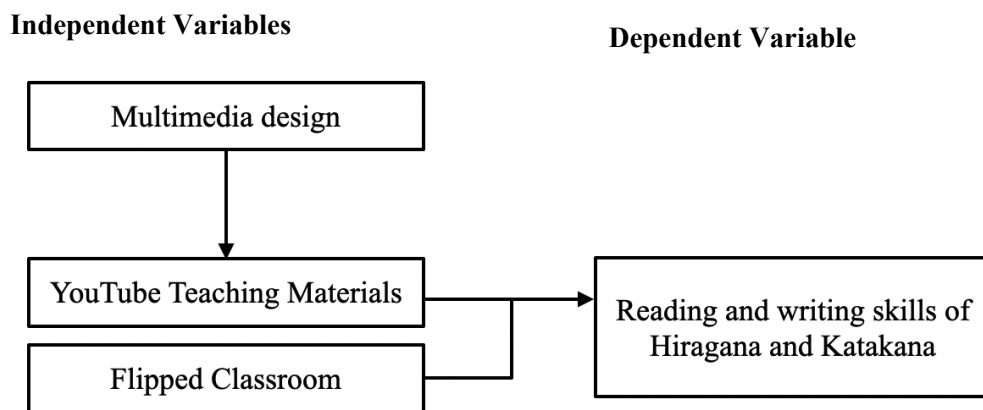 Independent Variables
Dependent Variable
Multimedia design
YouTube Teaching Materials
Flipped Classroom
Reading and writing skills of
Hiragana and Katakana